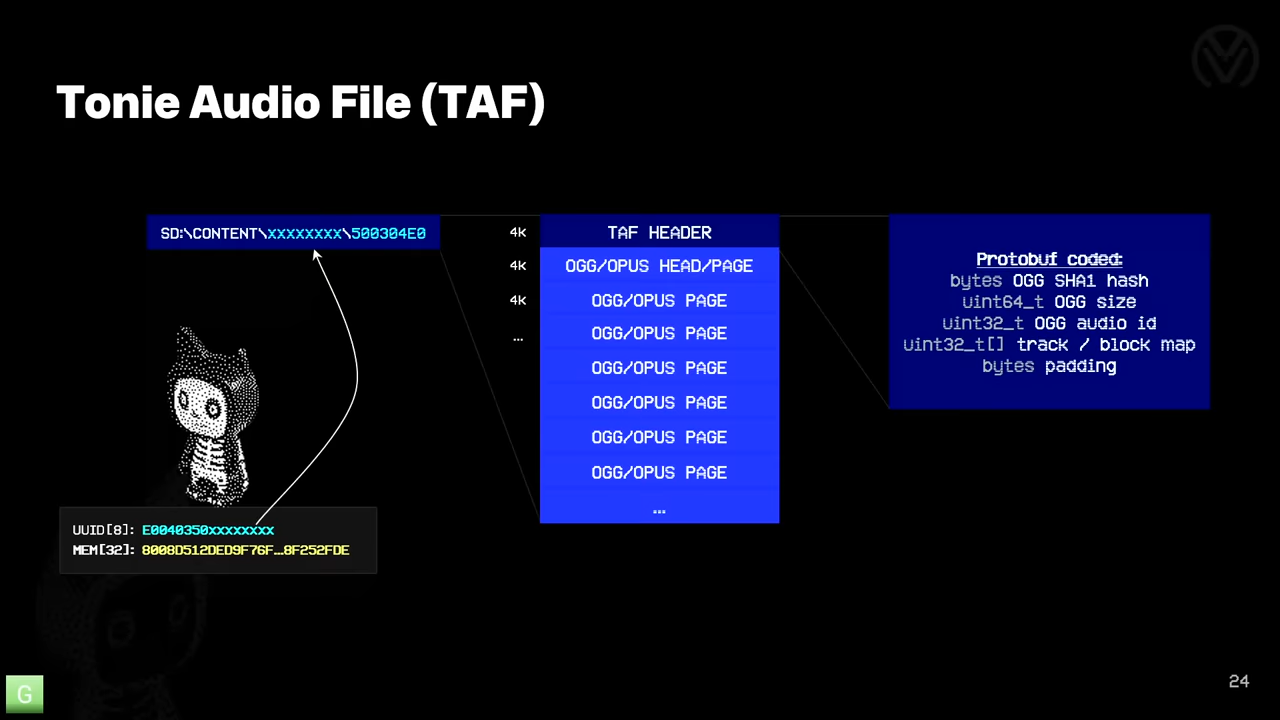 Tonie Audio File (TAF)
SD:\CONTENT\xxxxxxxx\500304E0
4k
TAF HEADER
4k
OGG/OPUS HEAD/PAGE
4k
OGG/OPUS PAGE
...
OGG/OPUS PAGE
OGG/OPUS PAGE
OGG/OPUS PAGE
OGG/OPUS PAGE
OGG/OPUS PAGE
...
Protobuf coded:
bytes OGG SHA1 hash
uint64_t OGG size
uint32_t OGG audio id
uint32_t[] track / block map
bytes padding
UUID[8]: E0040350xxxxxxxx
MEM[32]: 8008D512DED9F76F...8F252FDE
G
24